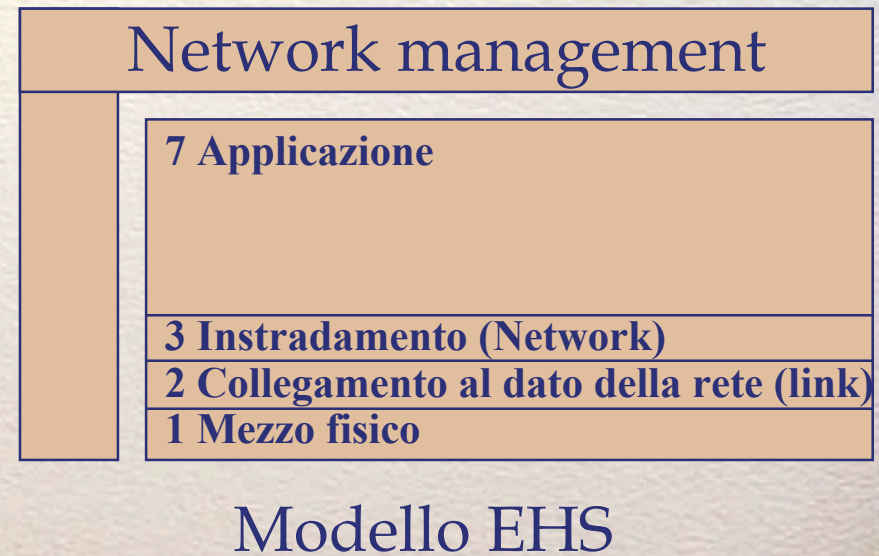 Network management
7 Applicazione
3 Instradamento (Network)
2 Collegamento al dato della rete (link)
1 Mezzo fisico
Modello EHS